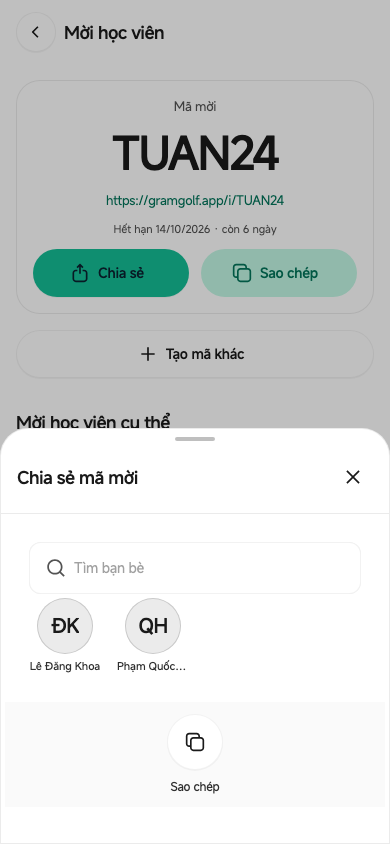 Mời học viên
Mã mời
TUAN24
https://gramgolf.app/i/TUAN24
Hết hạn 14/10/2026 · còn 6 ngày
Chia sẻ
Sao chép
Tạo mã khác
Mời học viên cụ thể
Chia sẻ mã mời
Tìm bạn bè
ĐK
QH
Lê Đăng Khoa
Phạm Quốc...
Sao chép